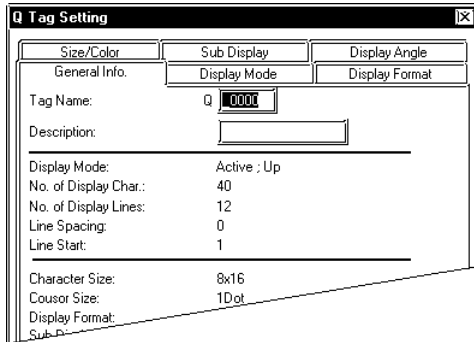 Q Tag Setting
Size/Color Sub Display Display Angle
General Info. Display Mode Display Format
Tag Name: Q 0000
Description:
Display Mode: Active ; Up
No. of Display Char.: 40
No. of Display Lines: 12
Line Spacing: 0
Line Start: 1
Character Size: 8x16
Cousor Size: 1Dot
Display Format:
Sub